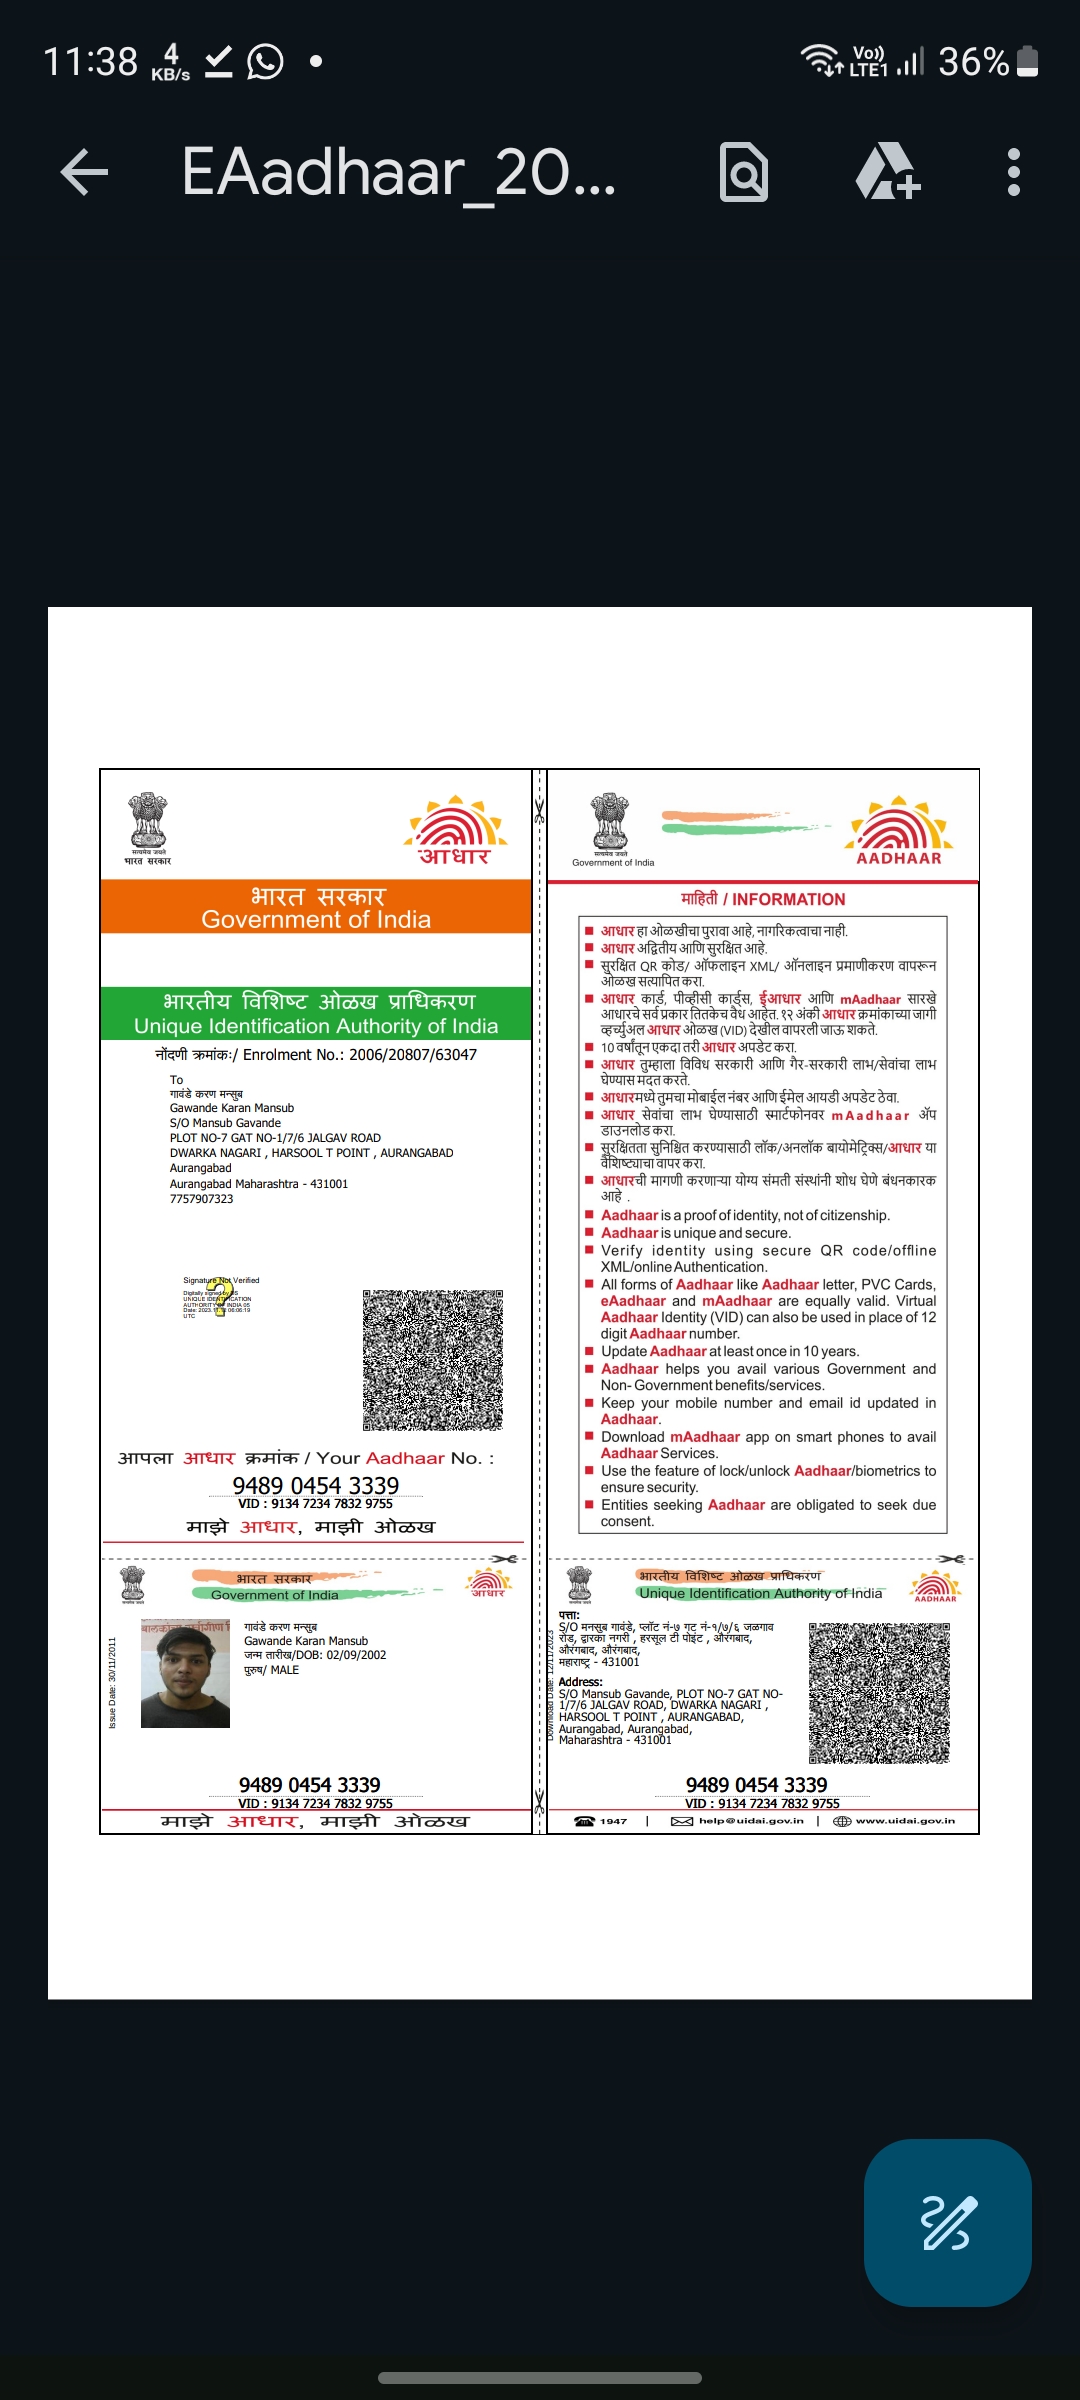 11:38 4 KB/s Vo)) LTE1 36%
EAadhaar_20...
सत्यमेव जयते
भारत सरकार
आधार
भारत सरकार
Government of India
भारतीय विशिष्ट ओळख प्राधिकरण
Unique Identification Authority of India
नोंदणी क्रमांक:/ Enrolment No.: 2006/20807/63047
To
गावंडे करण मन्सुब
Gawande Karan Mansub
S/O Mansub Gavande
PLOT NO-7 GAT NO-1/7/6 JALGAV ROAD
DWARKA NAGARI , HARSOOL T POINT , AURANGABAD
Aurangabad
Aurangabad Maharashtra - 431001
7757907323
Signature Not Verified
Digitally signed by DS
UNIQUE IDENTIFICATION
AUTHORITY OF INDIA 05
UTC
आपला आधार क्रमांक / Your Aadhaar No. :
9489 0454 3339
VID : 9134 7234 7832 9755
माझे आधार, माझी ओळख
सत्यमेव जयते
Government of India
AADHAAR
माहिती / INFORMATION
आधार हा ओळखीचा पुरावा आहे, नागरिकत्वाचा नाही.
आधार अद्वितीय आणि सुरक्षित आहे.
सुरक्षित QR कोड/ ऑफलाइन XML/ ऑनलाइन प्रमाणीकरण वापरून
ओळख सत्यापित करा.
आधार कार्ड, पीव्हीसी कार्ड्स, ईआधार आणि mAadhaar सारखे
आधारचे सर्व प्रकार तितकेच वैध आहेत. १२ अंकी आधार क्रमांकाच्या जागी
व्हर्च्युअल आधार ओळख (VID) देखील वापरली जाऊ शकते.
10 वर्षांतून एकदा तरी आधार अपडेट करा.
आधार तुम्हाला विविध सरकारी आणि गैर-सरकारी लाभ/सेवांचा लाभ
घेण्यास मदत करते.
आधारमध्ये तुमचा मोबाईल नंबर आणि ईमेल आयडी अपडेट ठेवा.
आधार सेवांचा लाभ घेण्यासाठी स्मार्टफोनवर mAadhaar ॲप
डाउनलोड करा.
सुरक्षितता सुनिश्चित करण्यासाठी लॉक/अनलॉक बायोमेट्रिक्स/आधार या
वैशिष्ट्याचा वापर करा.
आधारची मागणी करणाऱ्या योग्य संमती संस्थांनी शोध घेणे बंधनकारक
आहे .
Aadhaar is a proof of identity, not of citizenship.
Aadhaar is unique and secure.
Verify identity using secure QR code/offline
XML/online Authentication.
All forms of Aadhaar like Aadhaar letter, PVC Cards,
eAadhaar and mAadhaar are equally valid. Virtual
Aadhaar Identity (VID) can also be used in place of 12
digit Aadhaar number.
Update Aadhaar at least once in 10 years.
Aadhaar helps you avail various Government and
Non- Government benefits/services.
Keep your mobile number and email id updated in
Aadhaar.
Download mAadhaar app on smart phones to avail
Aadhaar Services.
Use the feature of lock/unlock Aadhaar/biometrics to
ensure security.
Entities seeking Aadhaar are obligated to seek due
consent.
भारत सरकार
Government of India
आधार
Issue Date: 30/11/2011
गावंडे करण मन्सुब
Gawande Karan Mansub
जन्म तारीख/DOB: 02/09/2002
पुरुष/ MALE
9489 0454 3339
VID : 9134 7234 7832 9755
माझे आधार, माझी ओळख
भारतीय विशिष्ट ओळख प्राधिकरण
Unique Identification Authority of India
AADHAAR
Download Date: 12/11/2023
पत्ता:
S/O मनसुब गावंडे, प्लॉट नं-७ गट नं-१/७/६ जळगाव
रोड, द्वारका नगरी , हरसूल टी पोइंट , औरंगबाद,
औरंगबाद, औरंगबाद,
महाराष्ट्र - 431001
Address:
S/O Mansub Gavande, PLOT NO-7 GAT NO-
1/7/6 JALGAV ROAD, DWARKA NAGARI ,
HARSOOL T POINT , AURANGABAD,
Aurangabad, Aurangabad,
Maharashtra - 431001
9489 0454 3339
VID : 9134 7234 7832 9755
1947 | help@uidai.gov.in | www.uidai.gov.in